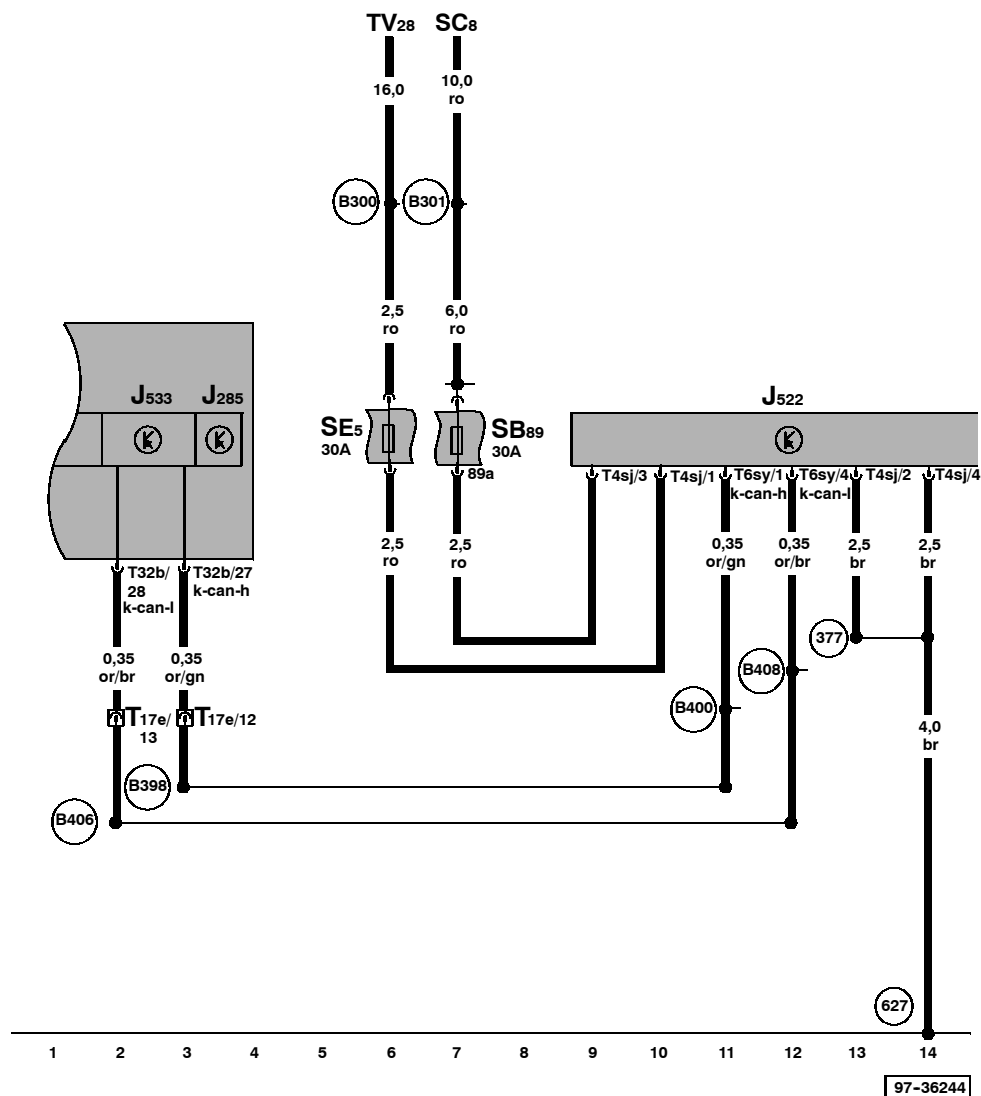 TV28 SC8
16,0
10,0
ro
B300
B301
2,5
ro
6,0
ro
J533
J285
J522
SE5
30A
SB89
30A
89a
T4sj/3
T4sj/1
T6sy/1
k-can-h
T6sy/4
k-can-l
T4sj/2
T4sj/4
2,5
ro
2,5
ro
0,35
or/gn
0,35
or/br
2,5
br
2,5
br
T32b/
28
k-can-l
T32b/27
k-can-h
377
0,35
or/br
0,35
or/gn
B408
B400
T17e/
13
T17e/12
4,0
br
B398
B406
627
1 2 3 4 5 6 7 8 9 10 11 12 13 14
97-36244